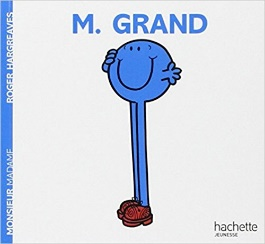 M. GRAND
MONSIEUR MADAME
ROGER HARGREAVES
hachette
JEUNESSE